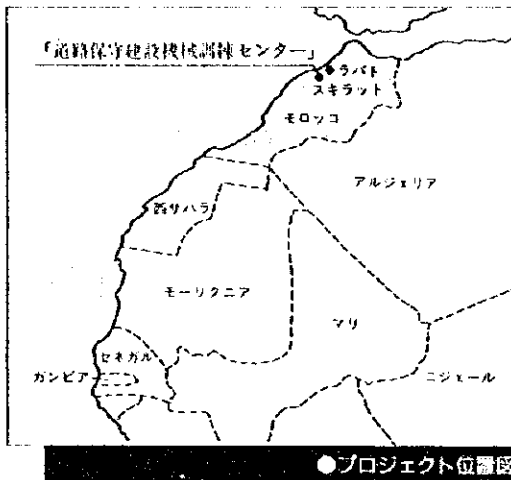 「道路保守建設機械訓練センター」
ラバト
スキラット
モロッコ
アルジェリア
西サハラ
モーリタニア
マリ
セネガル
ガンビア
ニジェール
●プロジェクト位置図